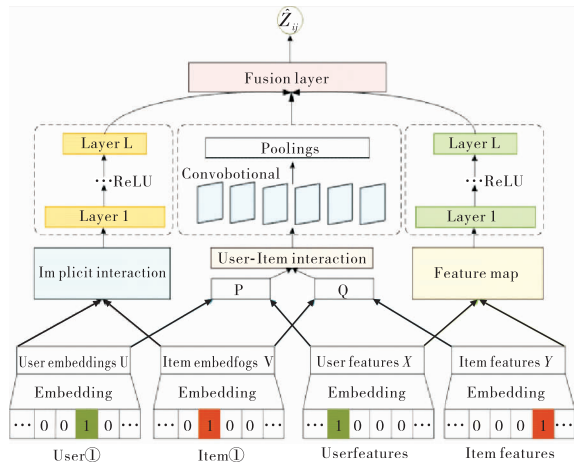 Ẑij
Fusion layer
Layer L
Poolings
Layer L
⋯ReLU
Convobotional
⋯ReLU
Layer 1
Layer 1
Im plicit interaction
User-Item interaction
Feature map
P
Q
User embeddings U
Item embedfogs V
User features X
Item features Y
Embedding
Embedding
Embedding
Embedding
⋯ 0 0 1 0 ⋯
⋯ 0 1 0 0 ⋯
⋯ 1 0 0 0 ⋯
⋯ 0 0 0 1 ⋯
User①
Item①
Userfeatures
Item features